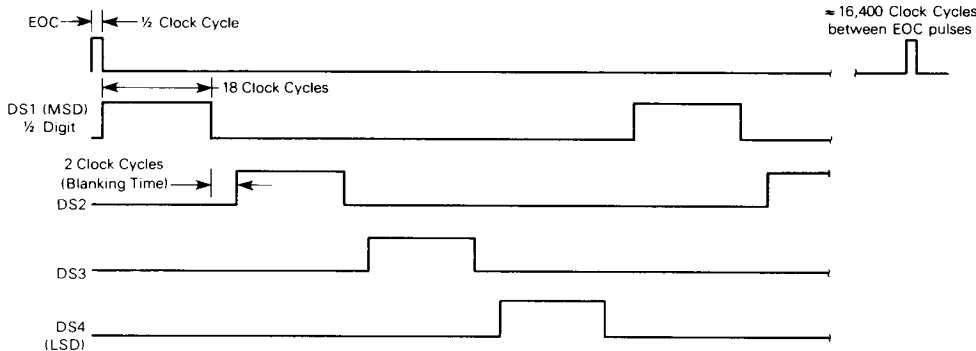 EOC
½ Clock Cycle
≈ 16,400 Clock Cycles
between EOC pulses
18 Clock Cycles
DS1 (MSD)
½ Digit
2 Clock Cycles
(Blanking Time)
DS2
DS3
DS4
(LSD)